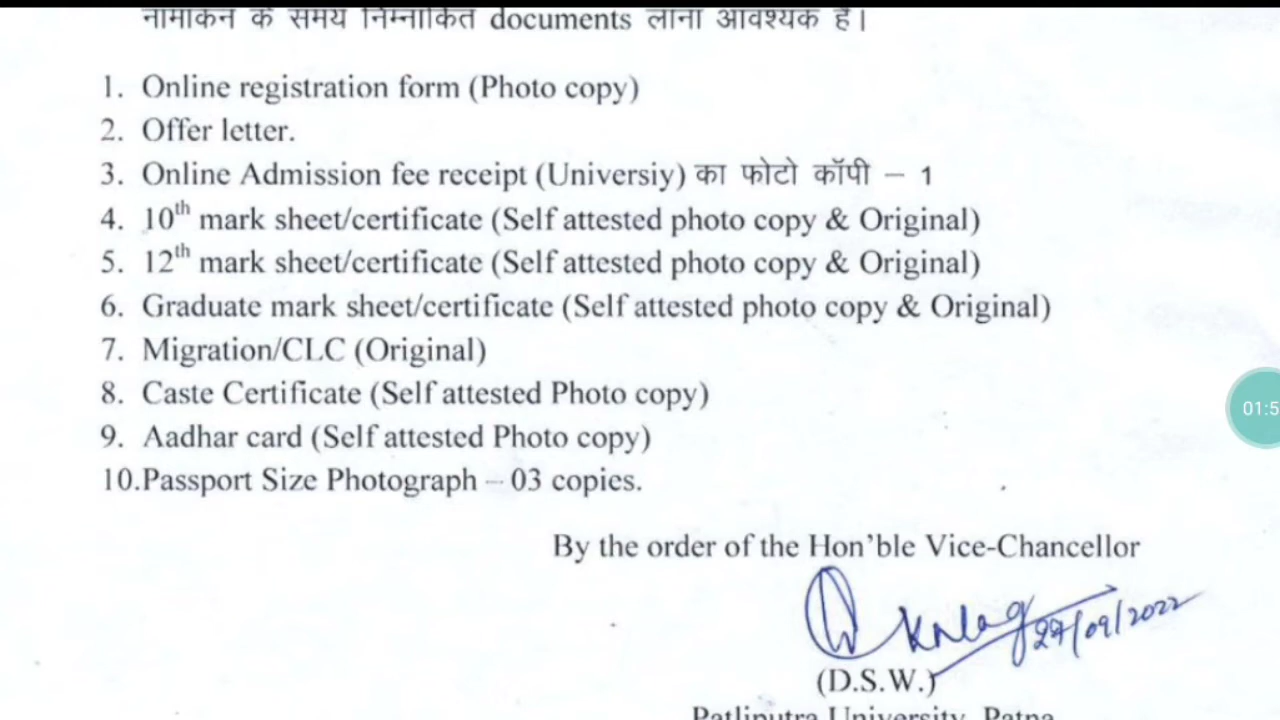 नामांकन के समय निम्नांकित documents लाना आवश्यक है।
1. Online registration form (Photo copy)
2. Offer letter.
3. Online Admission fee receipt (Universiy) का फोटो कॉपी – 1
4. 10th mark sheet/certificate (Self attested photo copy & Original)
5. 12th mark sheet/certificate (Self attested photo copy & Original)
6. Graduate mark sheet/certificate (Self attested photo copy & Original)
7. Migration/CLC (Original)
8. Caste Certificate (Self attested Photo copy)
9. Aadhar card (Self attested Photo copy)
10.Passport Size Photograph – 03 copies.
01:5
By the order of the Hon'ble Vice-Chancellor
27/09/2022
(D.S.W.)
Patliputra University, Patna